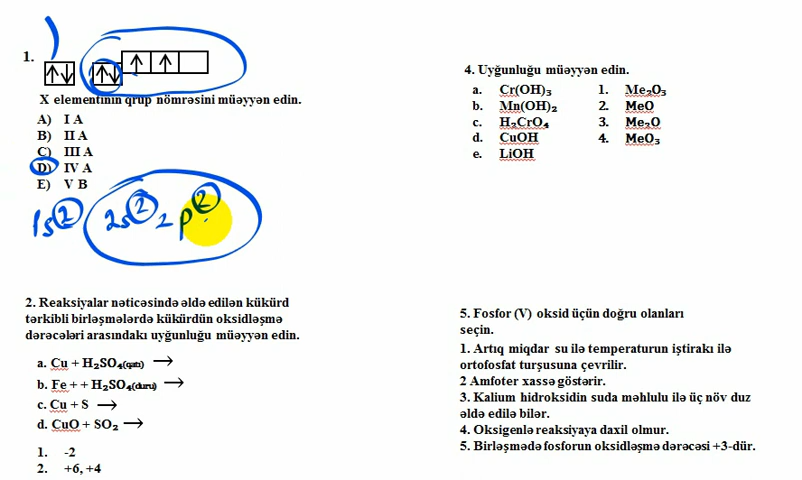 1.
X elementinin qrup nömrəsini müəyyən edin.
A) I A
B) II A
C) III A
D) IV A
E) V B
1s² 2s² 2p²
2. Reaksiyalar nəticəsində əldə edilən kükürd
tərkibli birləşmələrdə kükürdün oksidləşmə
dərəcələri arasındakı uyğunluğu müəyyən edin.
a. Cu + H₂SO₄(qatı) →
b. Fe + + H₂SO₄(duru) →
c. Cu + S →
d. CuO + SO₂ →
1. -2
2. +6, +4
4. Uyğunluğu müəyyən edin.
a. Cr(OH)₃ 1. Me₂O₃
b. Mn(OH)₂ 2. MeO
c. H₂CrO₄ 3. Me₂O
d. CuOH 4. MeO₃
e. LiOH
5. Fosfor (V) oksid üçün doğru olanları
seçin.
1. Artıq miqdar su ilə temperaturun iştirakı ilə
ortofosfat turşusuna çevrilir.
2 Amfoter xassə göstərir.
3. Kalium hidroksidin suda məhlulu ilə üç növ duz
əldə edilə bilər.
4. Oksigenlə reaksiyaya daxil olmur.
5. Birləşmədə fosforun oksidləşmə dərəcəsi +3-dür.